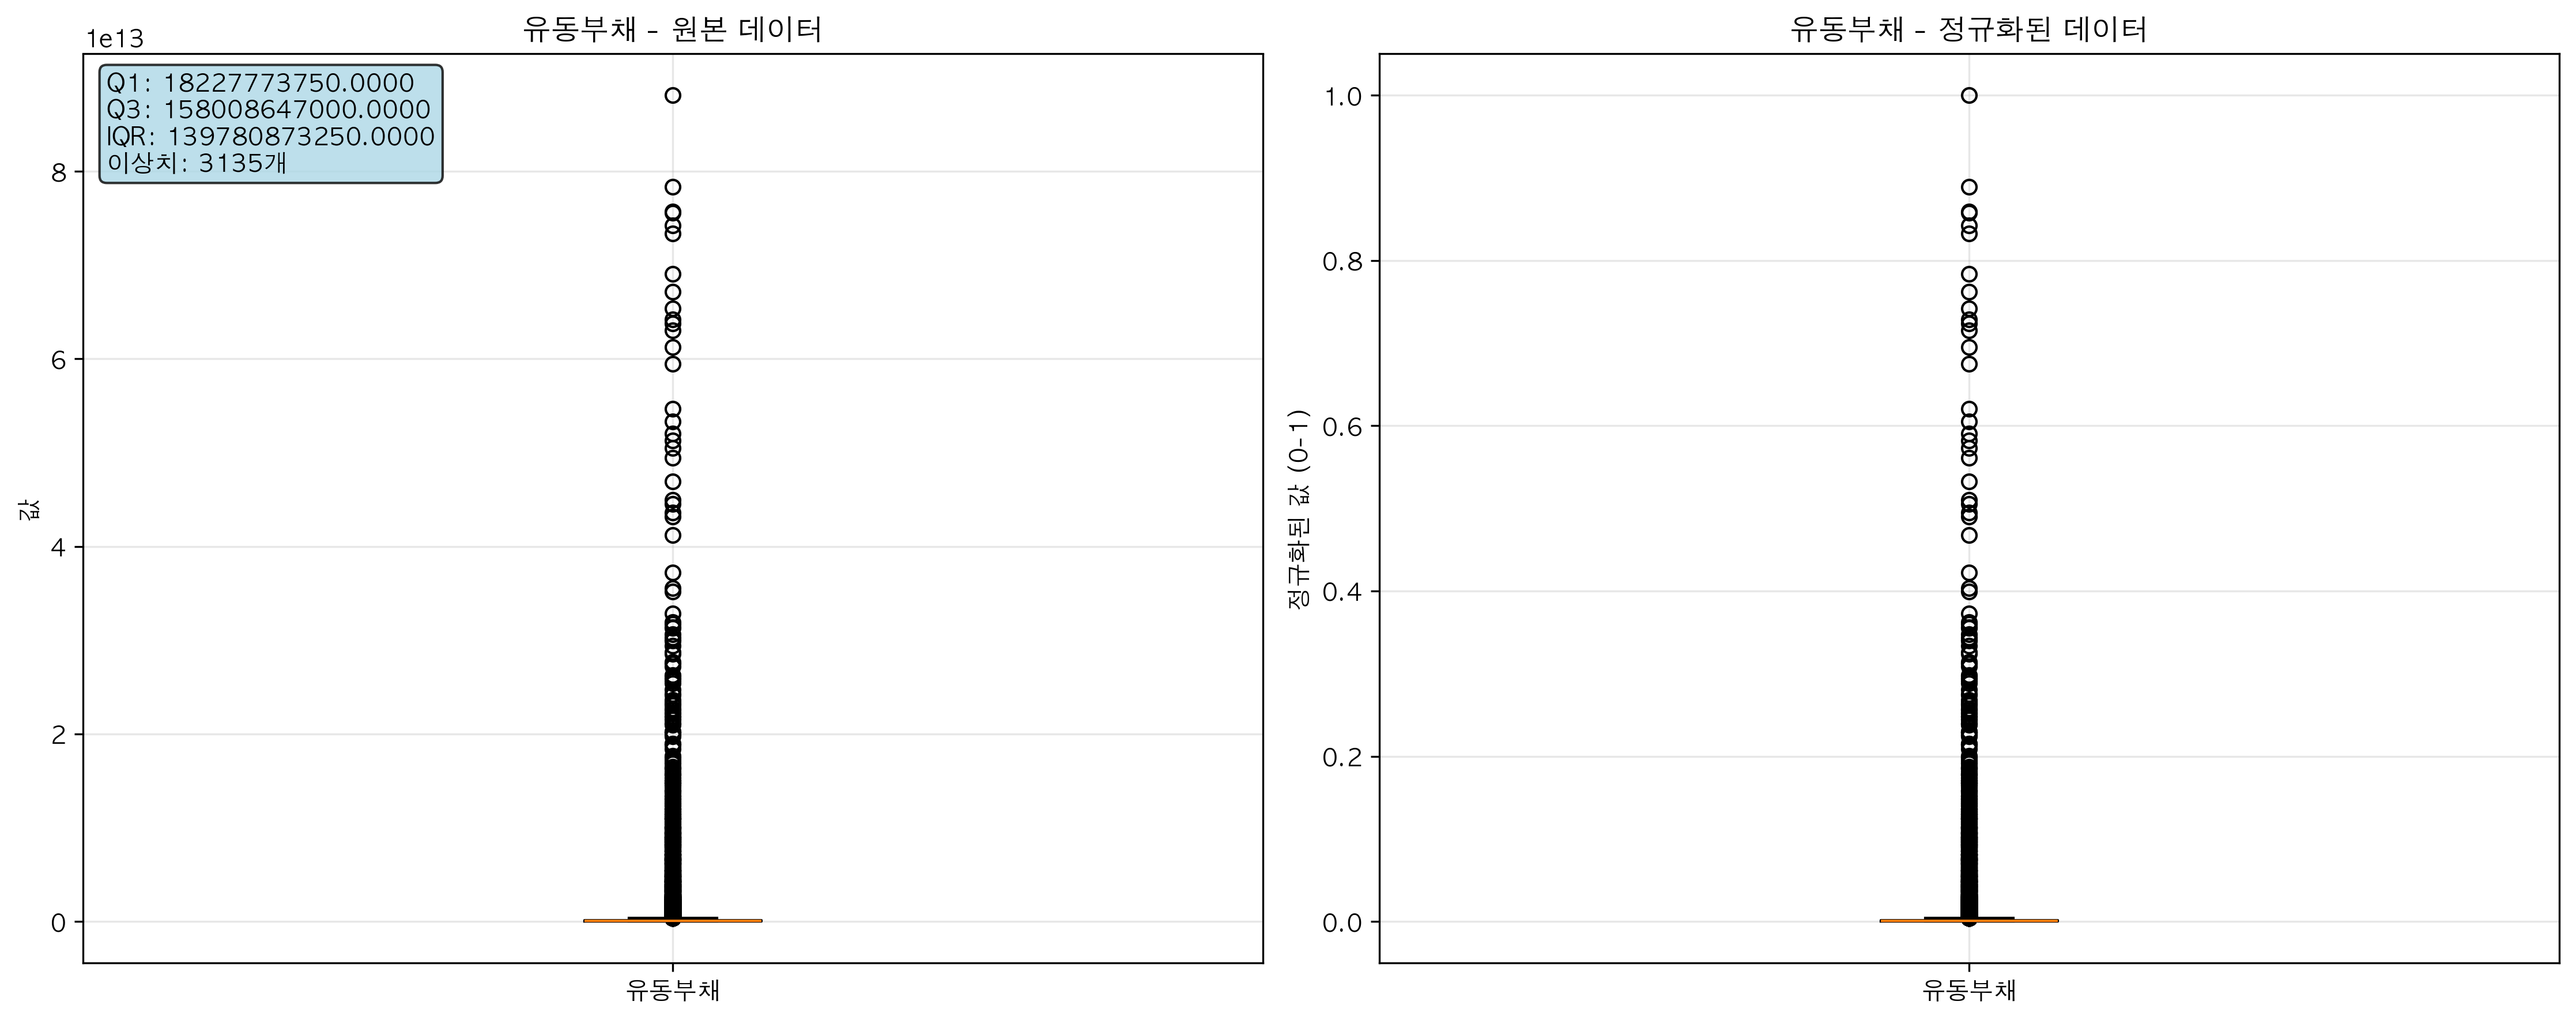 유동부채 - 원본 데이터
1e13
Q1: 18227773750.0000
Q3: 158008647000.0000
IQR: 139780873250.0000
이상치: 3135개
8
6
4
2
0
값
유동부채
유동부채 - 정규화된 데이터
1.0
0.8
0.6
0.4
0.2
0.0
정규화된 값 (0-1)
유동부채